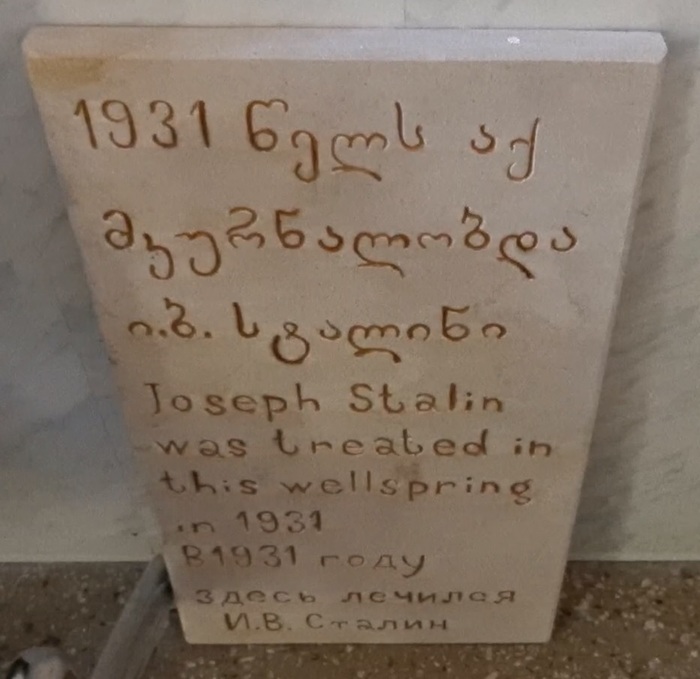 1931 წელს აქ
მკურნალობდა
ი.ბ. სტალინი
Joseph Stalin
was treated in
this wellspring
in 1931
В1931 году
здесь лечился
И.В. Сталин